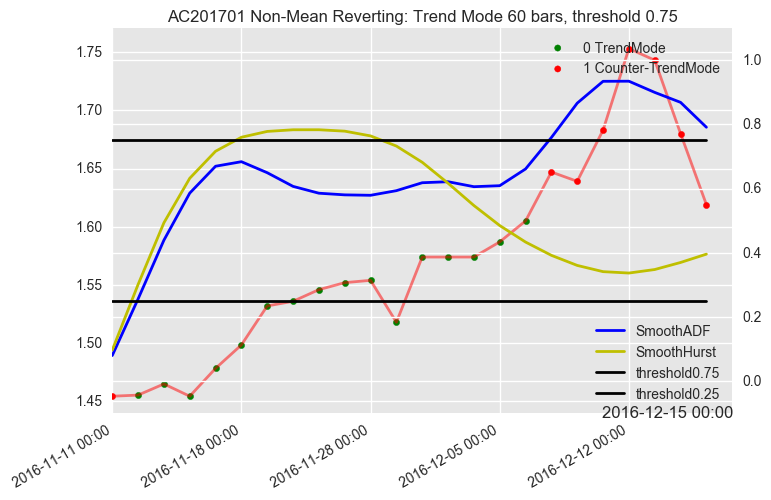 AC201701 Non-Mean Reverting: Trend Mode 60 bars, threshold 0.75
0 TrendMode
1 Counter-TrendMode
1.75
1.70
1.65
1.60
1.55
1.50
1.45
1.0
0.8
0.6
0.4
0.2
0.0
SmoothADF
SmoothHurst
threshold0.75
threshold0.25
2016-12-15 00:00
2016-11-11 00:00
2016-11-18 00:00
2016-11-28 00:00
2016-12-05 00:00
2016-12-12 00:00